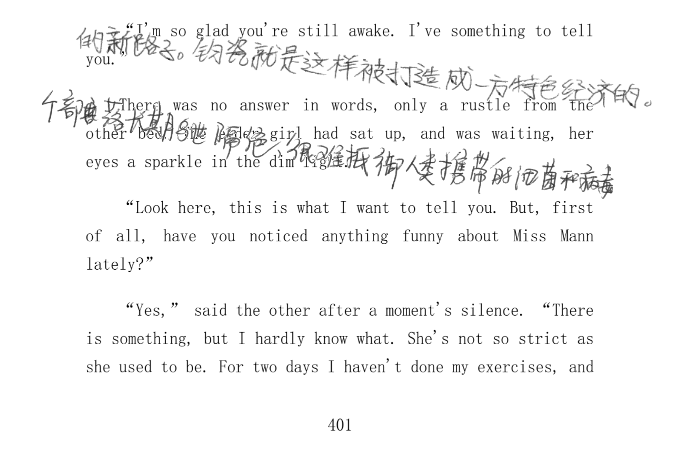 “I'm so glad you're still awake. I've something to tell
的新路子。钧瓷就是这样被打造成一方特色经济的。
you.”
There was no answer in words, only a rustle from the
个部落长期与世隔绝，很难抵御人类携带的细菌和病毒
other bed. The elder girl had sat up, and was waiting, her
eyes a sparkle in the dim light.
“Look here, this is what I want to tell you. But, first
of all, have you noticed anything funny about Miss Mann
lately?”
“Yes,” said the other after a moment's silence. “There
is something, but I hardly know what. She's not so strict as
she used to be. For two days I haven't done my exercises, and
401